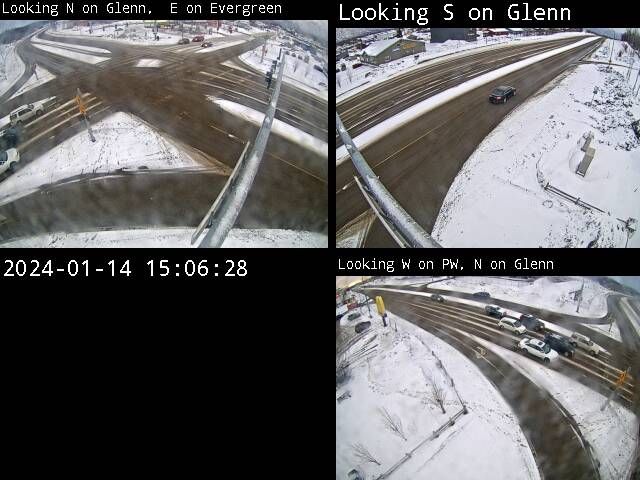 Looking N on Glenn,  E on Evergreen
Looking S on Glenn
2024-01-14 15:06:28
Looking W on PW, N on Glenn